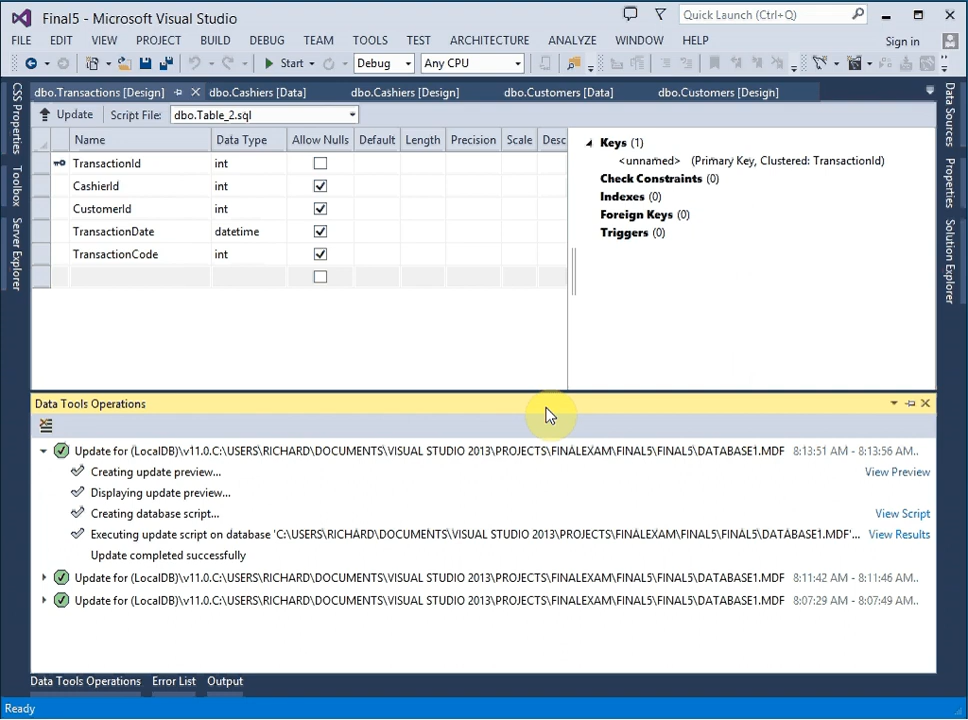 Final5 - Microsoft Visual Studio
Quick Launch (Ctrl+Q)
FILE EDIT VIEW PROJECT BUILD DEBUG TEAM TOOLS TEST ARCHITECTURE ANALYZE WINDOW HELP
Sign in
Start Debug Any CPU
dbo.Transactions [Design] dbo.Cashiers [Data] dbo.Cashiers [Design] dbo.Customers [Data] dbo.Customers [Design]
Update Script File: dbo.Table_2.sql
CSS Properties
Toolbox
Server Explorer
Name Data Type Allow Nulls Default Length Precision Scale Desc
TransactionId int
CashierId int
CustomerId int
TransactionDate datetime
TransactionCode int
Keys (1)
<unnamed> (Primary Key, Clustered: TransactionId)
Check Constraints (0)
Indexes (0)
Foreign Keys (0)
Triggers (0)
Data Sources
Properties
Solution Explorer
Data Tools Operations
Update for (LocalDB)\v11.0.C:\USERS\RICHARD\DOCUMENTS\VISUAL STUDIO 2013\PROJECTS\FINALEXAM\FINAL5\FINAL5\DATABASE1.MDF 8:13:51 AM - 8:13:56 AM..
Creating update preview... View Preview
Displaying update preview...
Creating database script... View Script
Executing update script on database 'C:\USERS\RICHARD\DOCUMENTS\VISUAL STUDIO 2013\PROJECTS\FINALEXAM\FINAL5\FINAL5\DATABASE1.MDF'... View Results
Update completed successfully
Update for (LocalDB)\v11.0.C:\USERS\RICHARD\DOCUMENTS\VISUAL STUDIO 2013\PROJECTS\FINALEXAM\FINAL5\FINAL5\DATABASE1.MDF 8:11:42 AM - 8:11:46 AM..
Update for (LocalDB)\v11.0.C:\USERS\RICHARD\DOCUMENTS\VISUAL STUDIO 2013\PROJECTS\FINALEXAM\FINAL5\FINAL5\DATABASE1.MDF 8:07:29 AM - 8:07:49 AM..
Data Tools Operations Error List Output
Ready